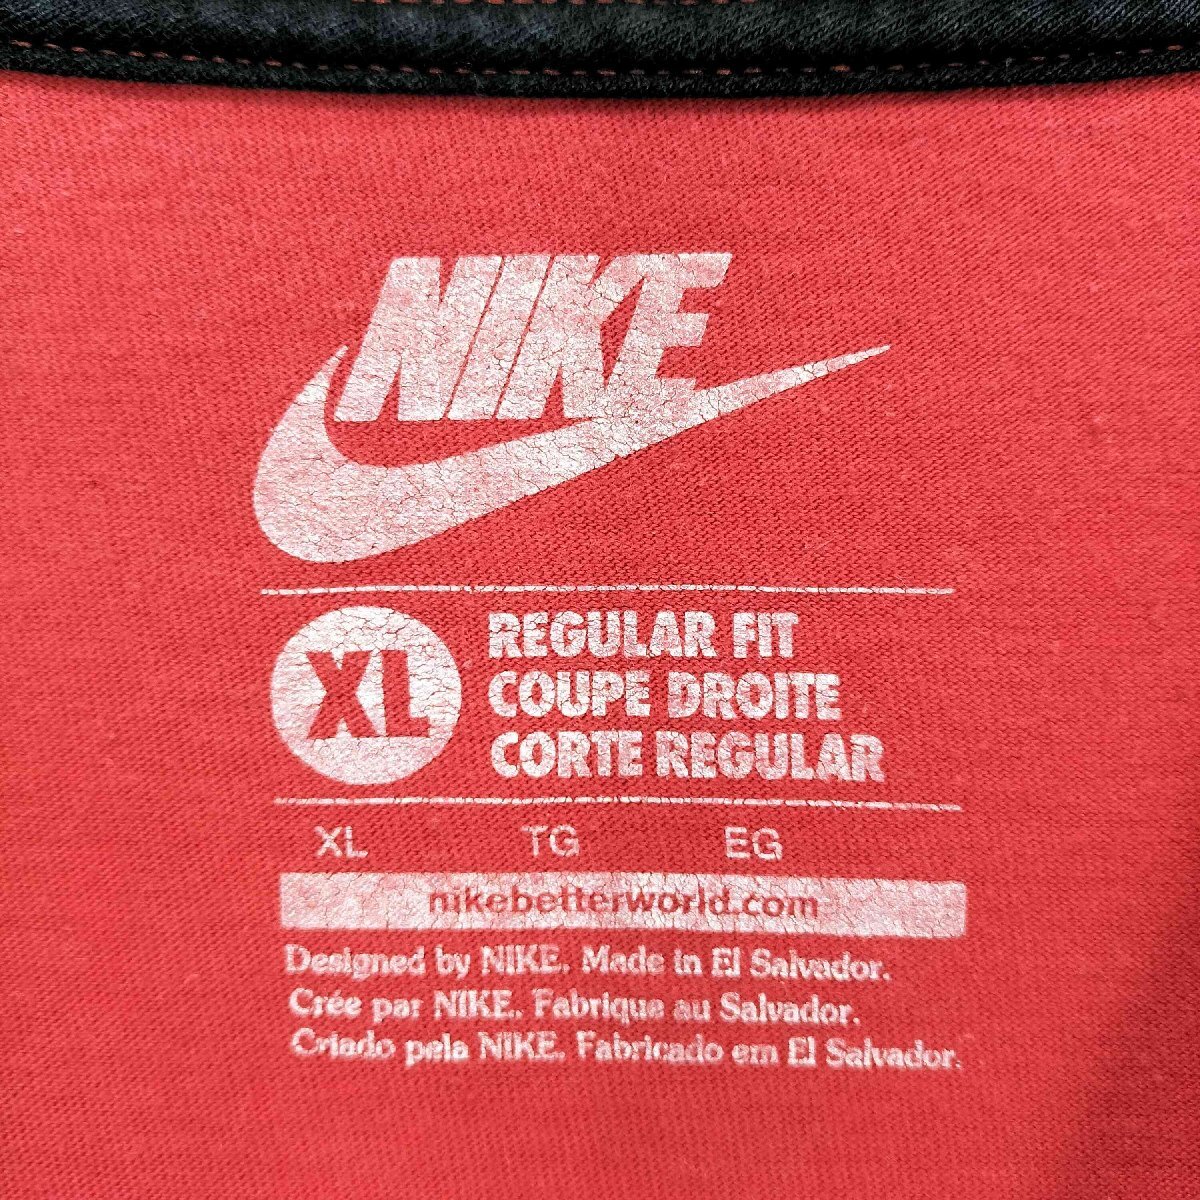 NIKE
XL
REGULAR FIT
COUPE DROITE
CORTE REGULAR
XL TG EG
nikebetterworld.com
Designed by NIKE. Made in El Salvador.
Crée par NIKE. Fabrique au Salvador.
Criado pela NIKE. Fabricado em El Salvador.